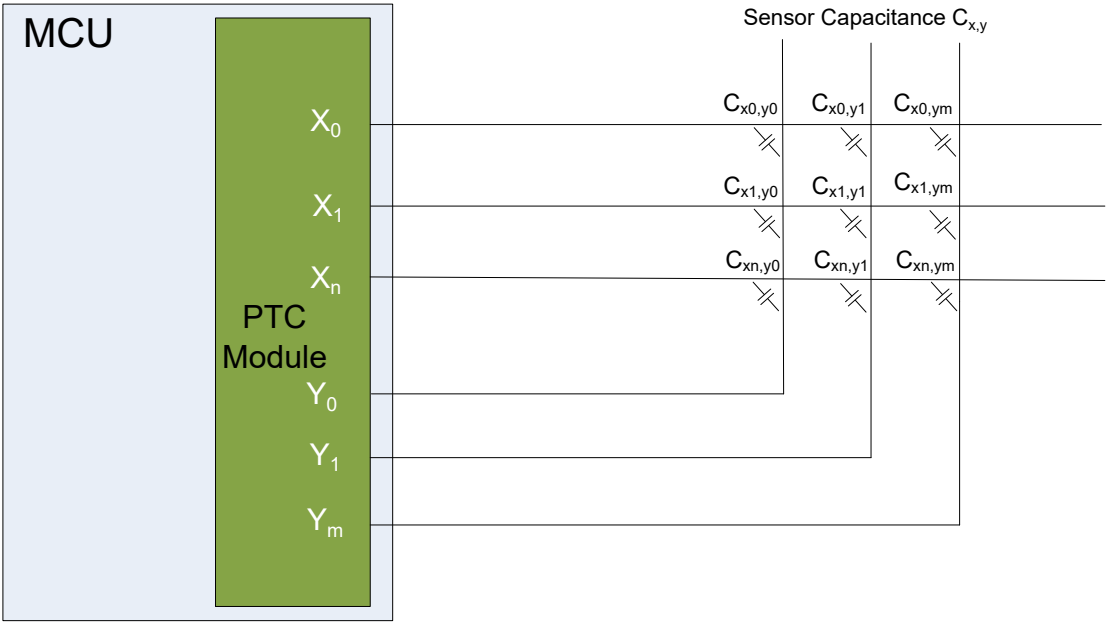 MCU
Sensor Capacitance Cx,y
X0
Cx0,y0 Cx0,y1 Cx0,ym
X1
Cx1,y0 Cx1,y1 Cx1,ym
Xn
Cxn,y0 Cxn,y1 Cxn,ym
PTC
Module
Y0
Y1
Ym